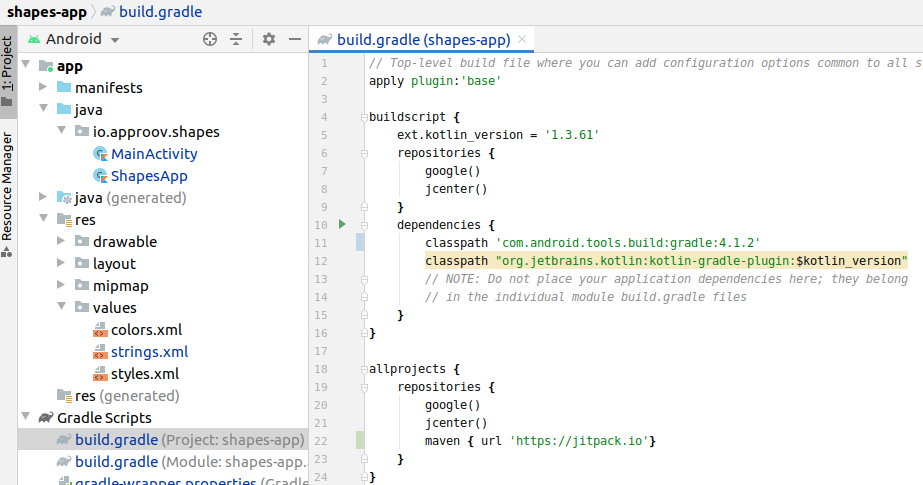 shapes-app build.gradle
1: Project
Resource Manager
Android
app
manifests
java
io.approov.shapes
MainActivity
ShapesApp
java (generated)
res
drawable
layout
mipmap
values
colors.xml
strings.xml
styles.xml
res (generated)
Gradle Scripts
build.gradle (Project: shapes-app)
build.gradle (Module: shapes-app.
gradle-wrapper.properties (Gradle
build.gradle (shapes-app)
1 // Top-level build file where you can add configuration options common to all s
2 apply plugin:'base'
3
4 buildscript {
5 ext.kotlin_version = '1.3.61'
6 repositories {
7 google()
8 jcenter()
9 }
10 dependencies {
11 classpath 'com.android.tools.build:gradle:4.1.2'
12 classpath "org.jetbrains.kotlin:kotlin-gradle-plugin:$kotlin_version"
13 // NOTE: Do not place your application dependencies here; they belong
14 // in the individual module build.gradle files
15 }
16 }
17
18 allprojects {
19 repositories {
20 google()
21 jcenter()
22 maven { url 'https://jitpack.io'}
23 }
24 }